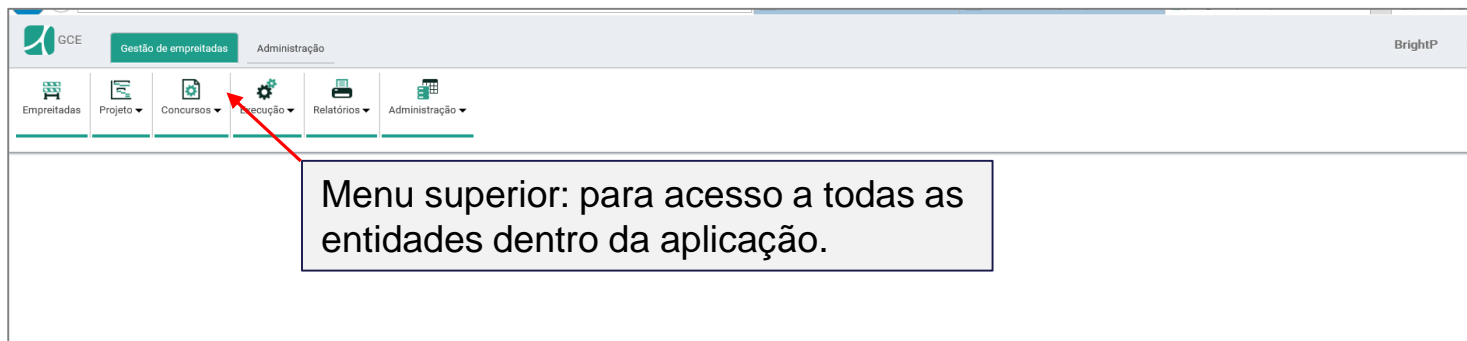 GCE
Gestão de empreitadas
Administração
BrightP
Empreitadas
Projeto
Concursos
Execução
Relatórios
Administração
Menu superior: para acesso a todas as
entidades dentro da aplicação.